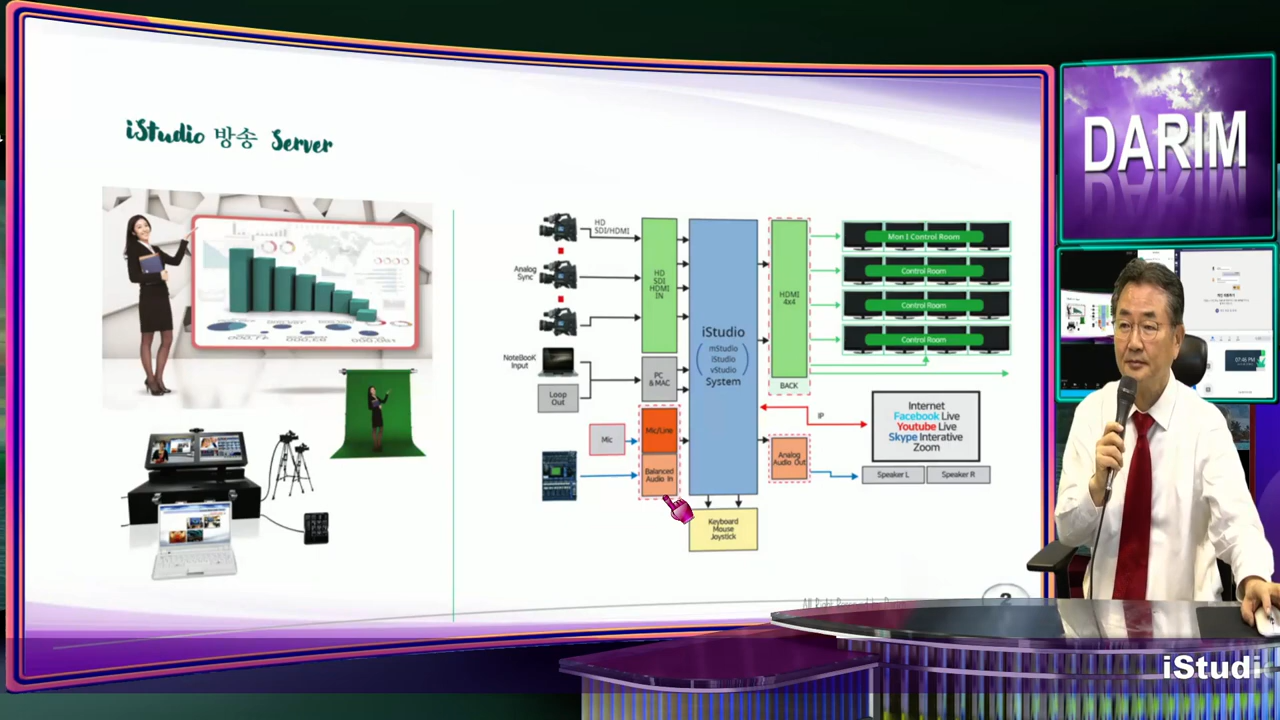 iStudio 방송 Server
HD
SDI/HDMI
Analog
Sync
NoteBooK
Input
Loop
Out
Mic
HD
SDI
HDMI
IN
PC
& MAC
Mic/Line
Balanced
Audio In
iStudio
mStudio
iStudio
vStudio
System
Keyboard
Mouse
Joystick
HDMI
4x4
BACK
Mon I Control Room
Control Room
Control Room
Control Room
IP
Internet
Facebook Live
Youtube Live
Skype Interative
Zoom
Analog
Audio Out
Speaker L
Speaker R
DARIM
07:46 PM
iStudi